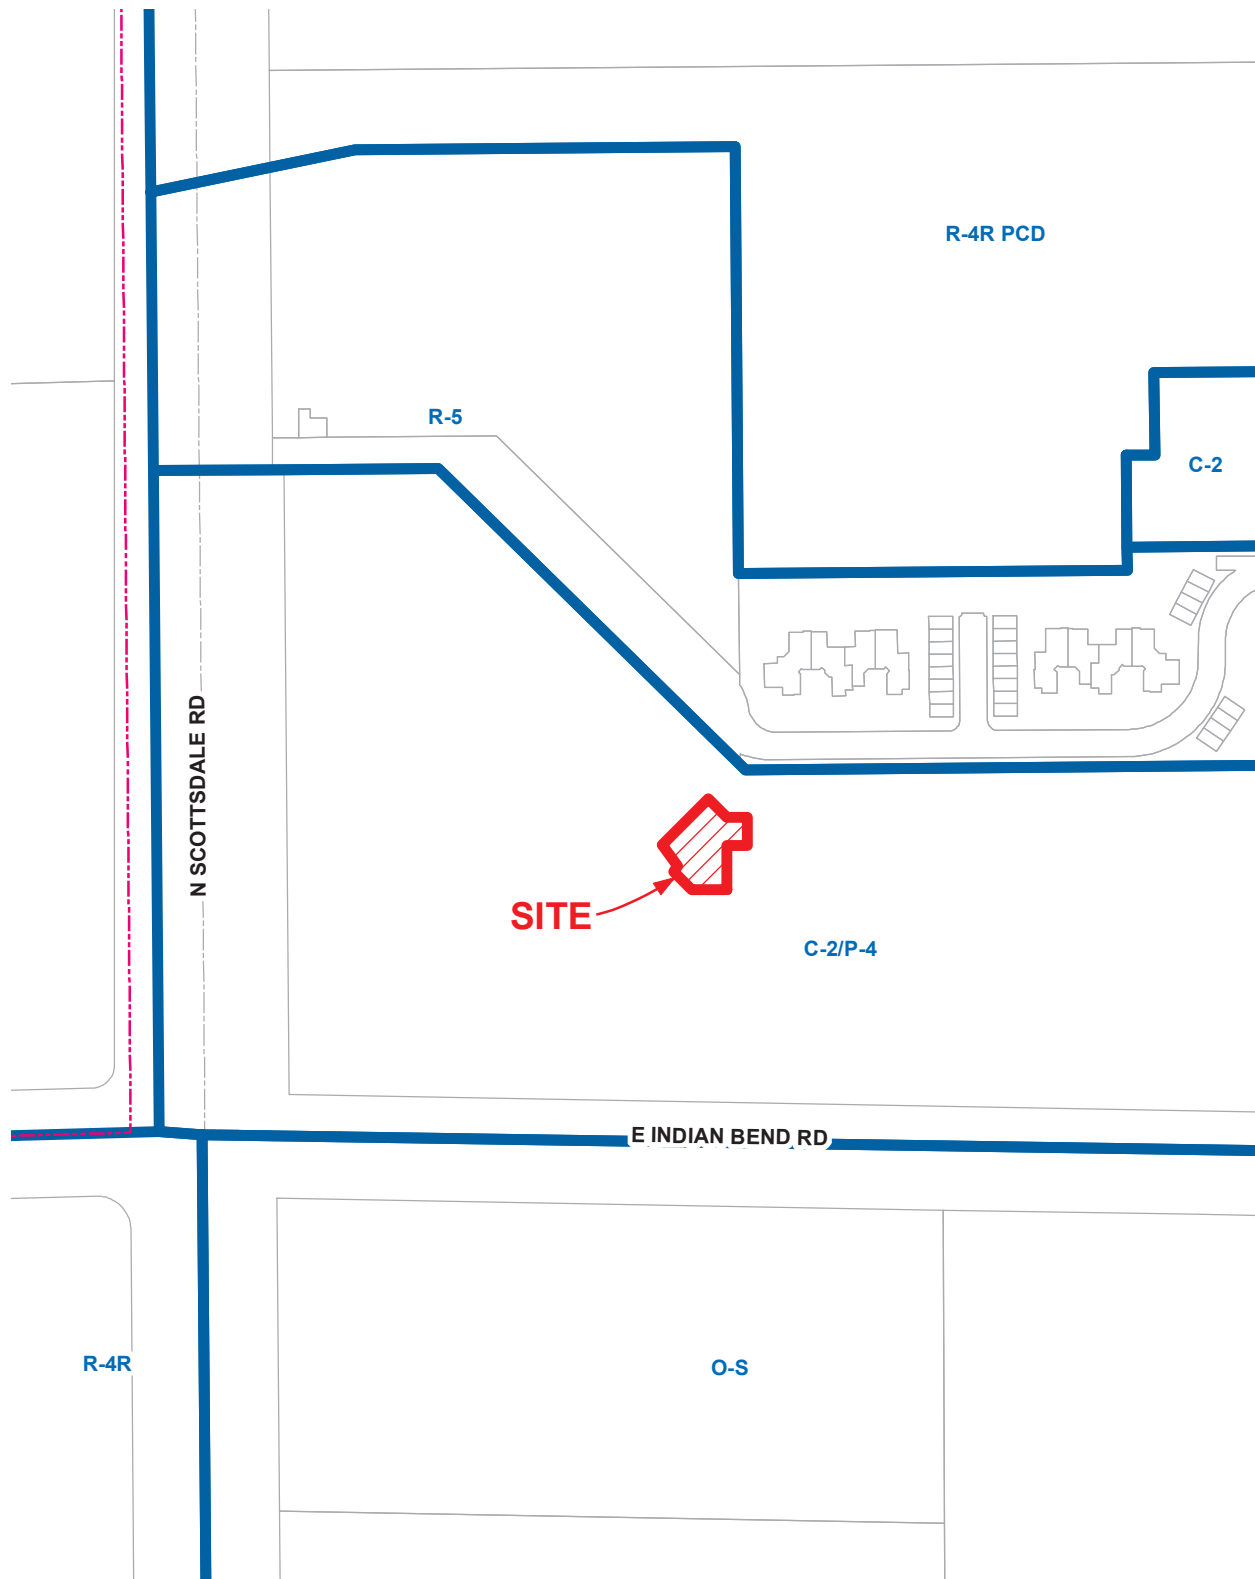 R-4R PCD
R-5
C-2
N SCOTTSDALE RD
SITE
C-2/P-4
E INDIAN BEND RD
R-4R
O-S